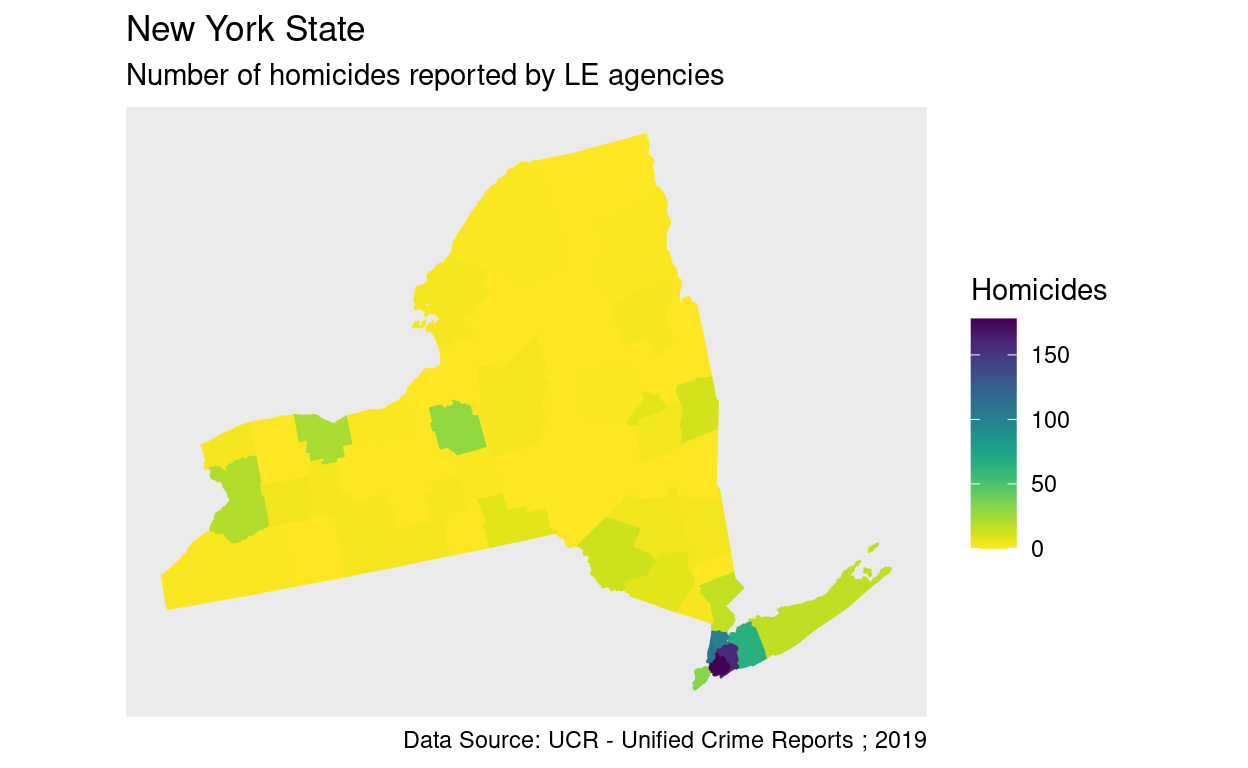 New York State
Number of homicides reported by LE agencies
Homicides
150
100
50
0
Data Source: UCR - Unified Crime Reports ; 2019